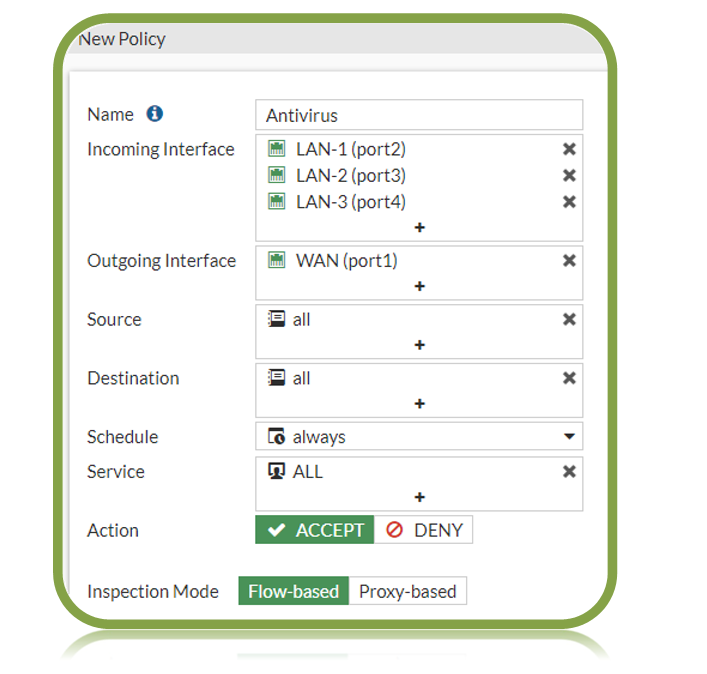 New Policy
Name Antivirus
Incoming Interface LAN-1 (port2)
LAN-2 (port3)
LAN-3 (port4)
+
Outgoing Interface WAN (port1)
+
Source all
+
Destination all
+
Schedule always
Service ALL
+
Action ACCEPT DENY
Inspection Mode Flow-based Proxy-based